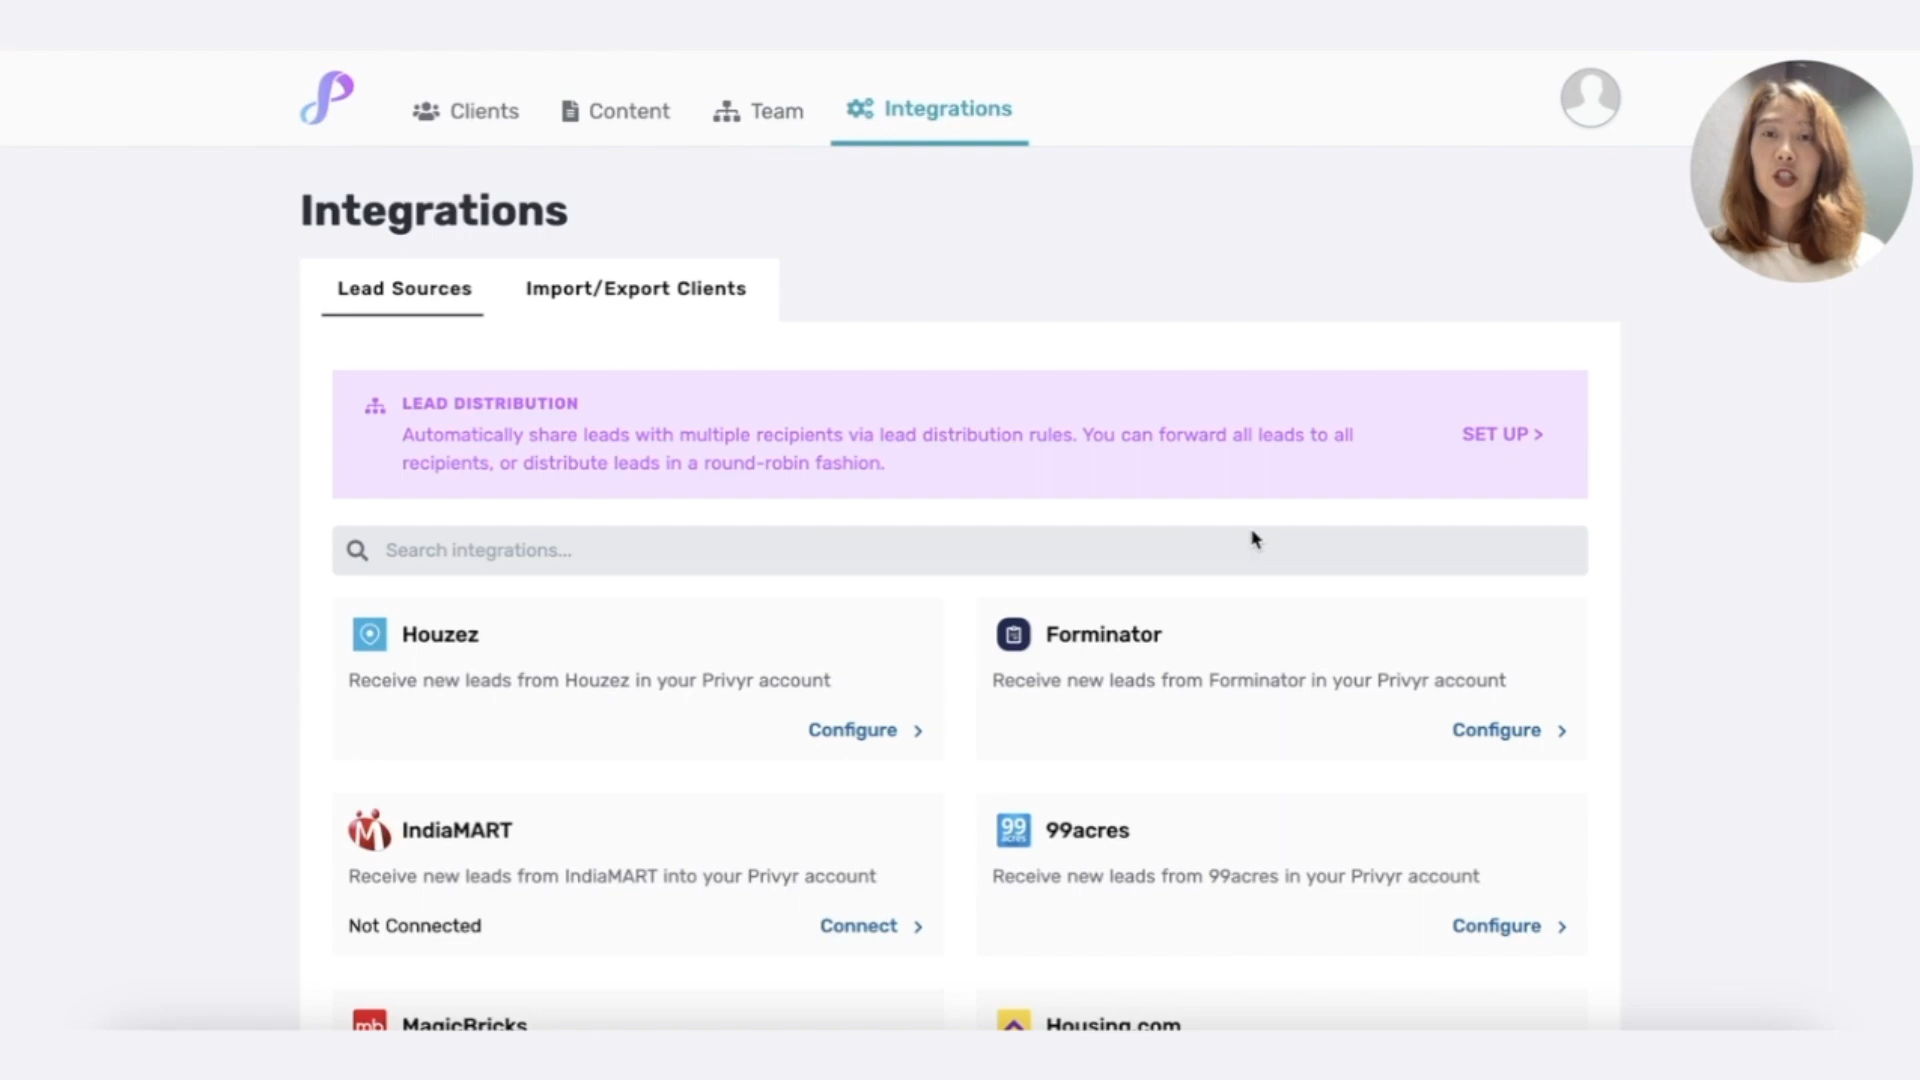 Clients
Content
Team
Integrations
Integrations
Lead Sources
Import/Export Clients
LEAD DISTRIBUTION
Automatically share leads with multiple recipients via lead distribution rules. You can forward all leads to all
recipients, or distribute leads in a round-robin fashion.
SET UP >
Search integrations...
Houzez
Receive new leads from Houzez in your Privyr account
Configure >
Forminator
Receive new leads from Forminator in your Privyr account
Configure >
M
IndiaMART
Receive new leads from IndiaMART into your Privyr account
Not Connected
Connect >
99
acres
99acres
Receive new leads from 99acres in your Privyr account
Configure >
mb
MagicBricks
Housing.com